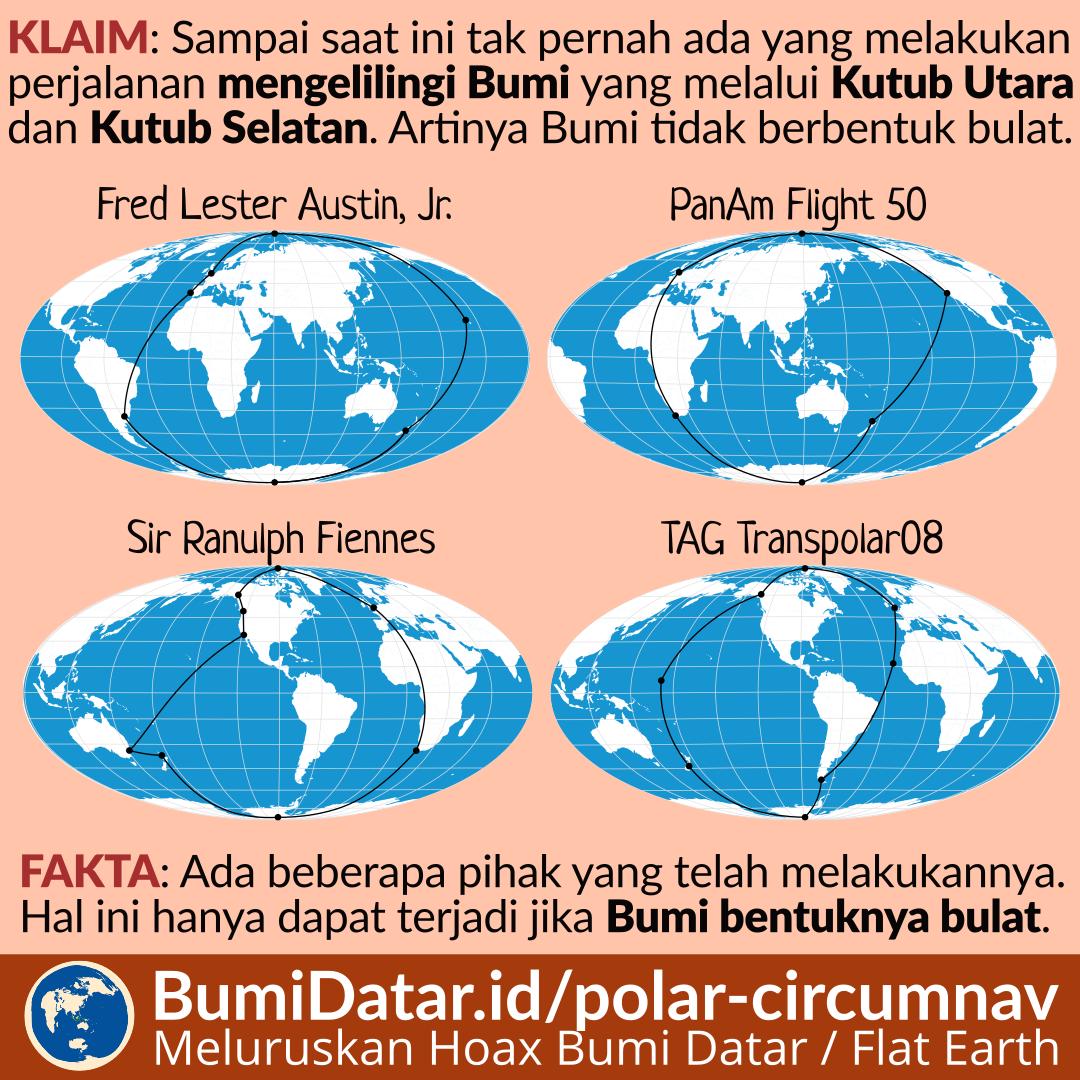 KLAIM: Sampai saat ini tak pernah ada yang melakukan
perjalanan mengelilingi Bumi yang melalui Kutub Utara
dan Kutub Selatan. Artinya Bumi tidak berbentuk bulat.
Fred Lester Austin, Jr.
PanAm Flight 50
Sir Ranulph Fiennes
TAG Transpolar08
FAKTA: Ada beberapa pihak yang telah melakukannya.
Hal ini hanya dapat terjadi jika Bumi bentuknya bulat.
BumiDatar.id/polar-circumnav
Meluruskan Hoax Bumi Datar / Flat Earth